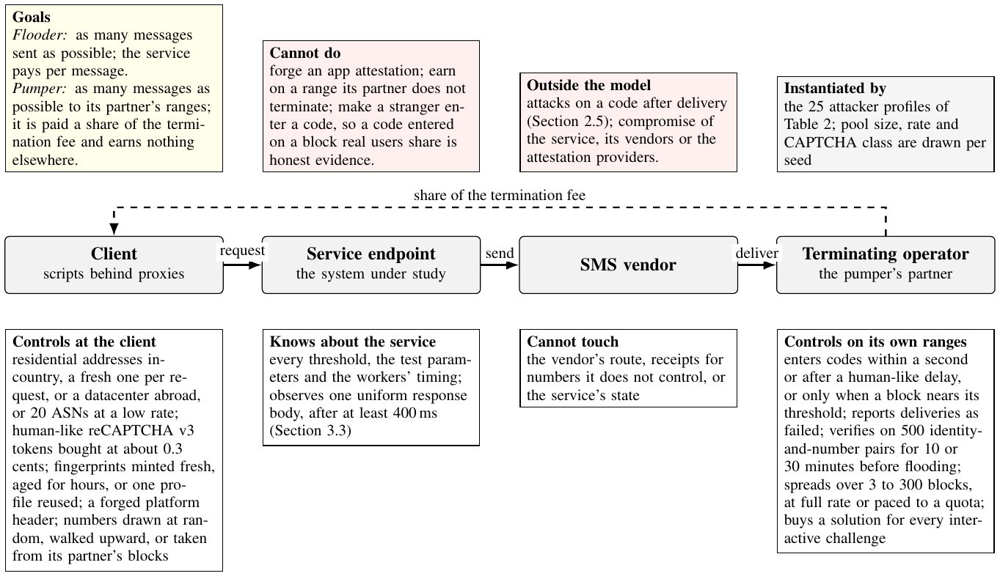 Goals
Flooder: as many messages
sent as possible; the service
pays per message.
Pumper: as many messages as
possible to its partner's ranges;
it is paid a share of the termi-
nation fee and earns nothing
elsewhere.
Cannot do
forge an app attestation; earn
on a range its partner does not
terminate; make a stranger en-
ter a code, so a code entered
on a block real users share is
honest evidence.
Outside the model
attacks on a code after delivery
(Section 2.5); compromise of
the service, its vendors or the
attestation providers.
Instantiated by
the 25 attacker profiles of
Table 2; pool size, rate and
CAPTCHA class are drawn per
seed
share of the termination fee
Client
scripts behind proxies
request
Service endpoint
the system under study
send
SMS vendor
deliver
Terminating operator
the pumper's partner
Controls at the client
residential addresses in-
country, a fresh one per re-
quest, or a datacenter abroad,
or 20 ASNs at a low rate;
human-like reCAPTCHA v3
tokens bought at about 0.3
cents; fingerprints minted fresh,
aged for hours, or one pro-
file reused; a forged platform
header; numbers drawn at ran-
dom, walked upward, or taken
from its partner's blocks
Knows about the service
every threshold, the test param-
eters and the workers' timing;
observes one uniform response
body, after at least 400 ms
(Section 3.3)
Cannot touch
the vendor's route, receipts for
numbers it does not control, or
the service's state
Controls on its own ranges
enters codes within a second
or after a human-like delay,
or only when a block nears its
threshold; reports deliveries as
failed; verifies on 500 identity-
and-number pairs for 10 or
30 minutes before flooding;
spreads over 3 to 300 blocks,
at full rate or paced to a quota;
buys a solution for every inter-
active challenge